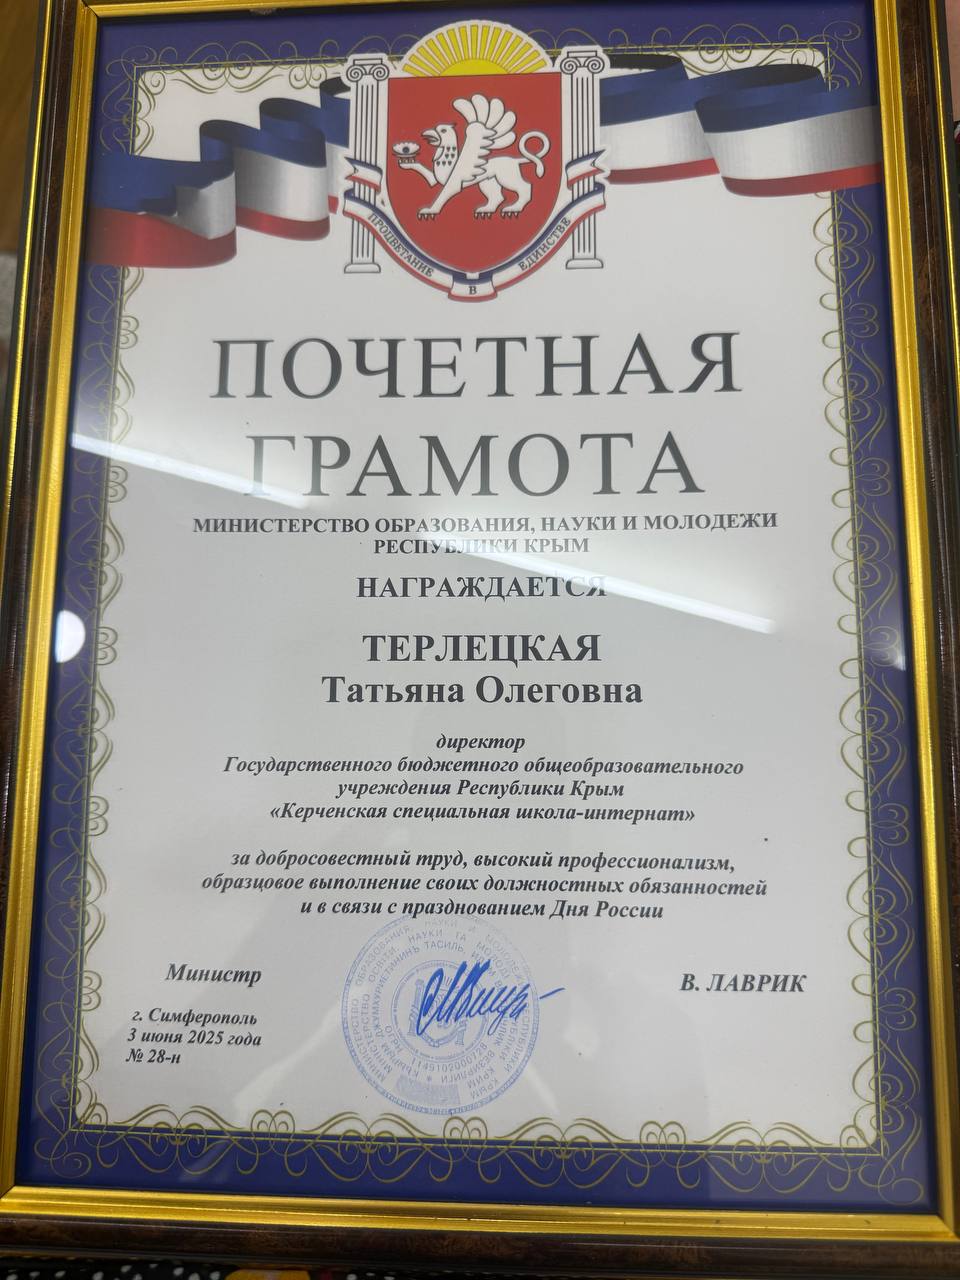 ПРОЦВЕТАНИЕ В ЕДИНСТВЕ
ПОЧЕТНАЯ
ГРАМОТА
МИНИСТЕРСТВО ОБРАЗОВАНИЯ, НАУКИ И МОЛОДЕЖИ
РЕСПУБЛИКИ КРЫМ
НАГРАЖДАЕТСЯ
ТЕРЛЕЦКАЯ
Татьяна Олеговна
директор
Государственного бюджетного общеобразовательного
учреждения Республики Крым
«Керченская специальная школа-интернат»
за добросовестный труд, высокий профессионализм,
образцовое выполнение своих должностных обязанностей
и в связи с празднованием Дня России
Министр
В. ЛАВРИК
г. Симферополь
3 июня 2025 года
№ 28-н